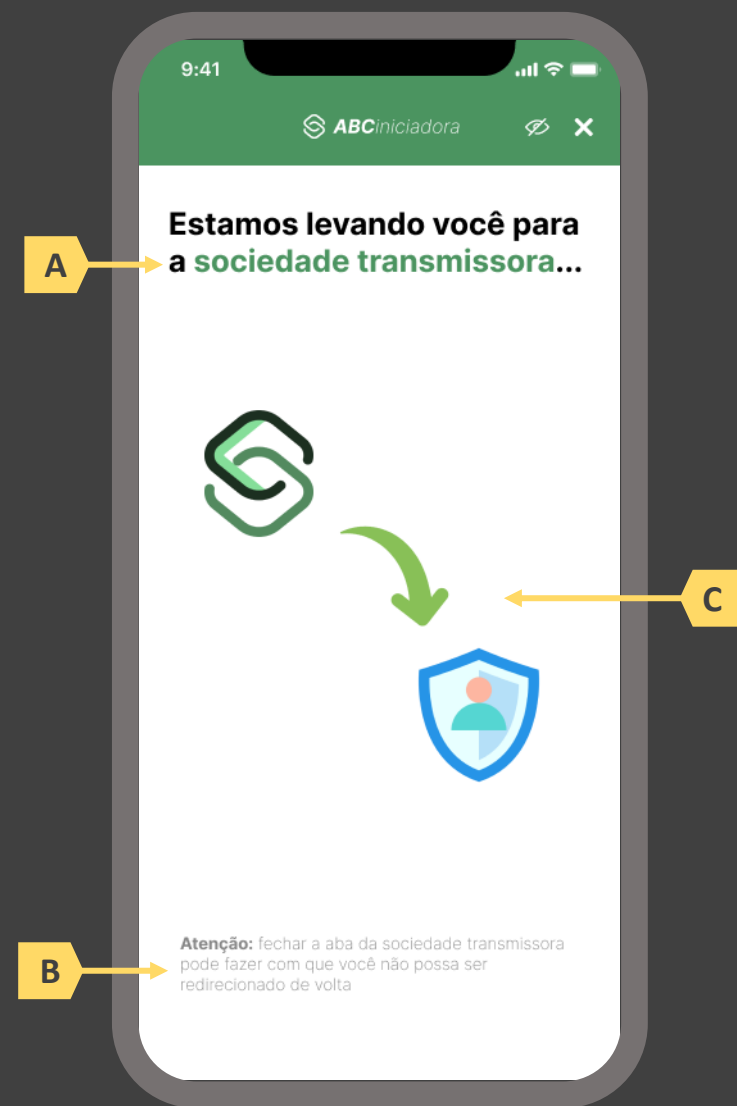 9:41
ABCiniciadora
Estamos levando você para
A
a sociedade transmissora...
C
Atenção: fechar a aba da sociedade transmissora
B
pode fazer com que você não possa ser
redirecionado de volta